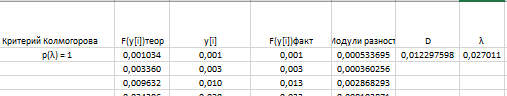 Критерий Колмогорова F(y[i])теор y[i] F(y[i])факт Модули разност D λ
p(λ) = 1 0,001034 0,001 0,001 0,000533695 0,012297598 0,027011
0,003360 0,003 0,003 0,000360256
0,009632 0,010 0,013 0,002868293